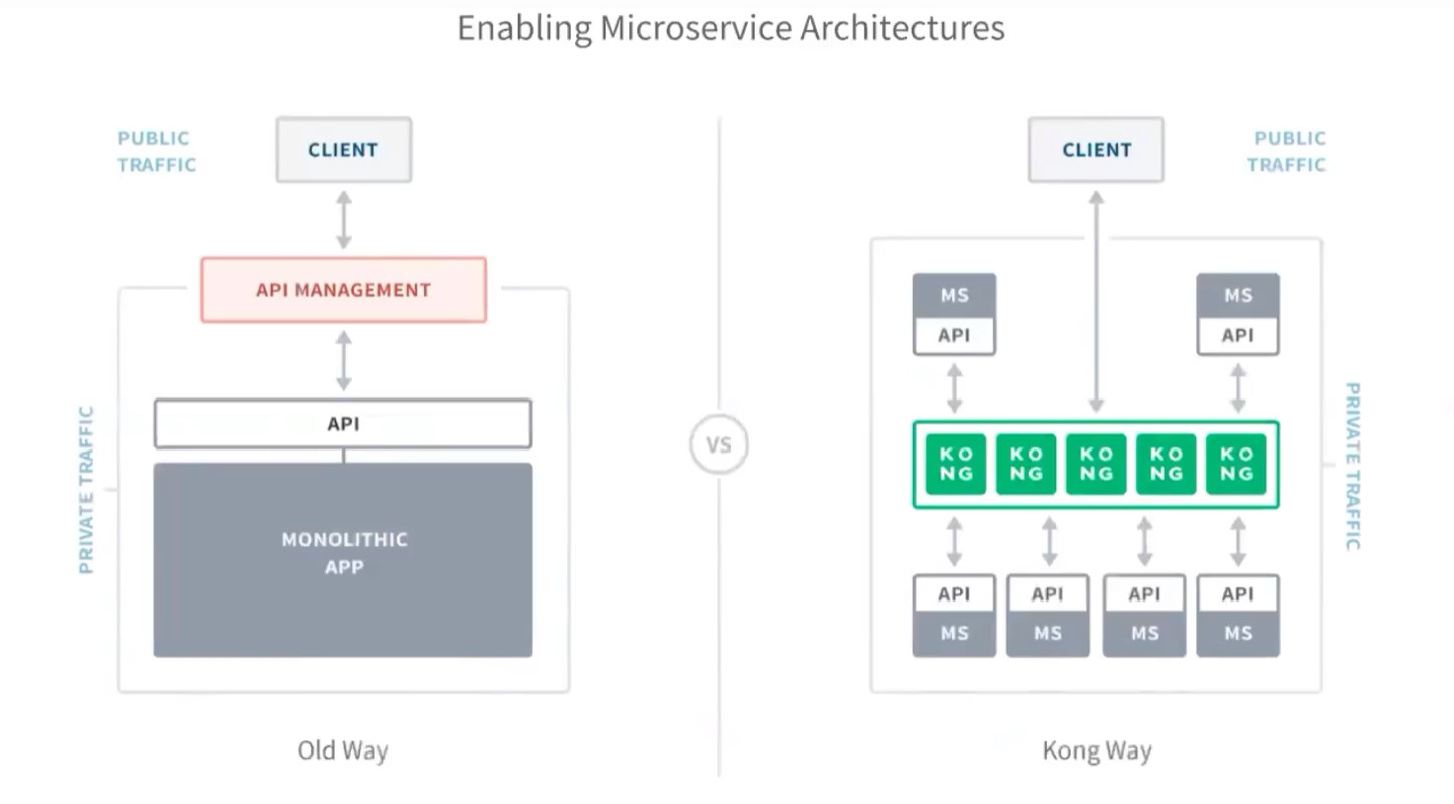 Enabling Microservice Architectures
PUBLIC
TRAFFIC
CLIENT
API MANAGEMENT
API
MONOLITHIC
APP
PRIVATE TRAFFIC
Old Way
VS
CLIENT
PUBLIC
TRAFFIC
MS
API
MS
API
KO
NG
KO
NG
KO
NG
KO
NG
KO
NG
API
MS
API
MS
API
MS
API
MS
PRIVATE TRAFFIC
Kong Way